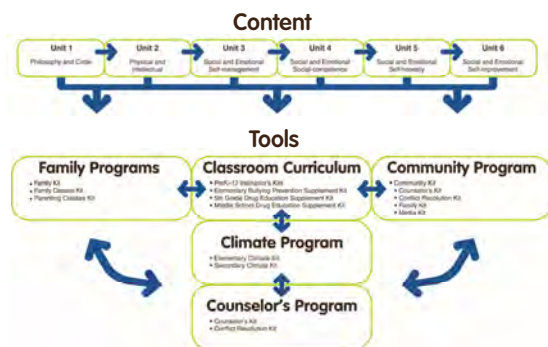 Content
Unit 1
Philosophy and Order
Unit 2
Physical and
Intellectual
Unit 3
Social and Emotional
Self-management
Unit 4
Social and Emotional
Social-competence
Unit 5
Social and Emotional
Self-honesty
Unit 6
Social and Emotional
Self-improvement
Tools
Family Programs
• Family Kit
• Family Classes Kit
• Parenting Classes Kit
Classroom Curriculum
• PreK-12 Instructor's Kits
• Elementary Bullying Prevention Supplement Kit
• 5th Grade Drug Education Supplement Kit
• Middle School Drug Education Supplement Kit
Community Program
• Community Kit
• Counselor's Kit
• Conflict Resolution Kit
• Family Kit
• Media Kit
Climate Program
• Elementary Climate Kit
• Secondary Climate Kit
Counselor's Program
• Counselor's Kit
• Conflict Resolution Kit